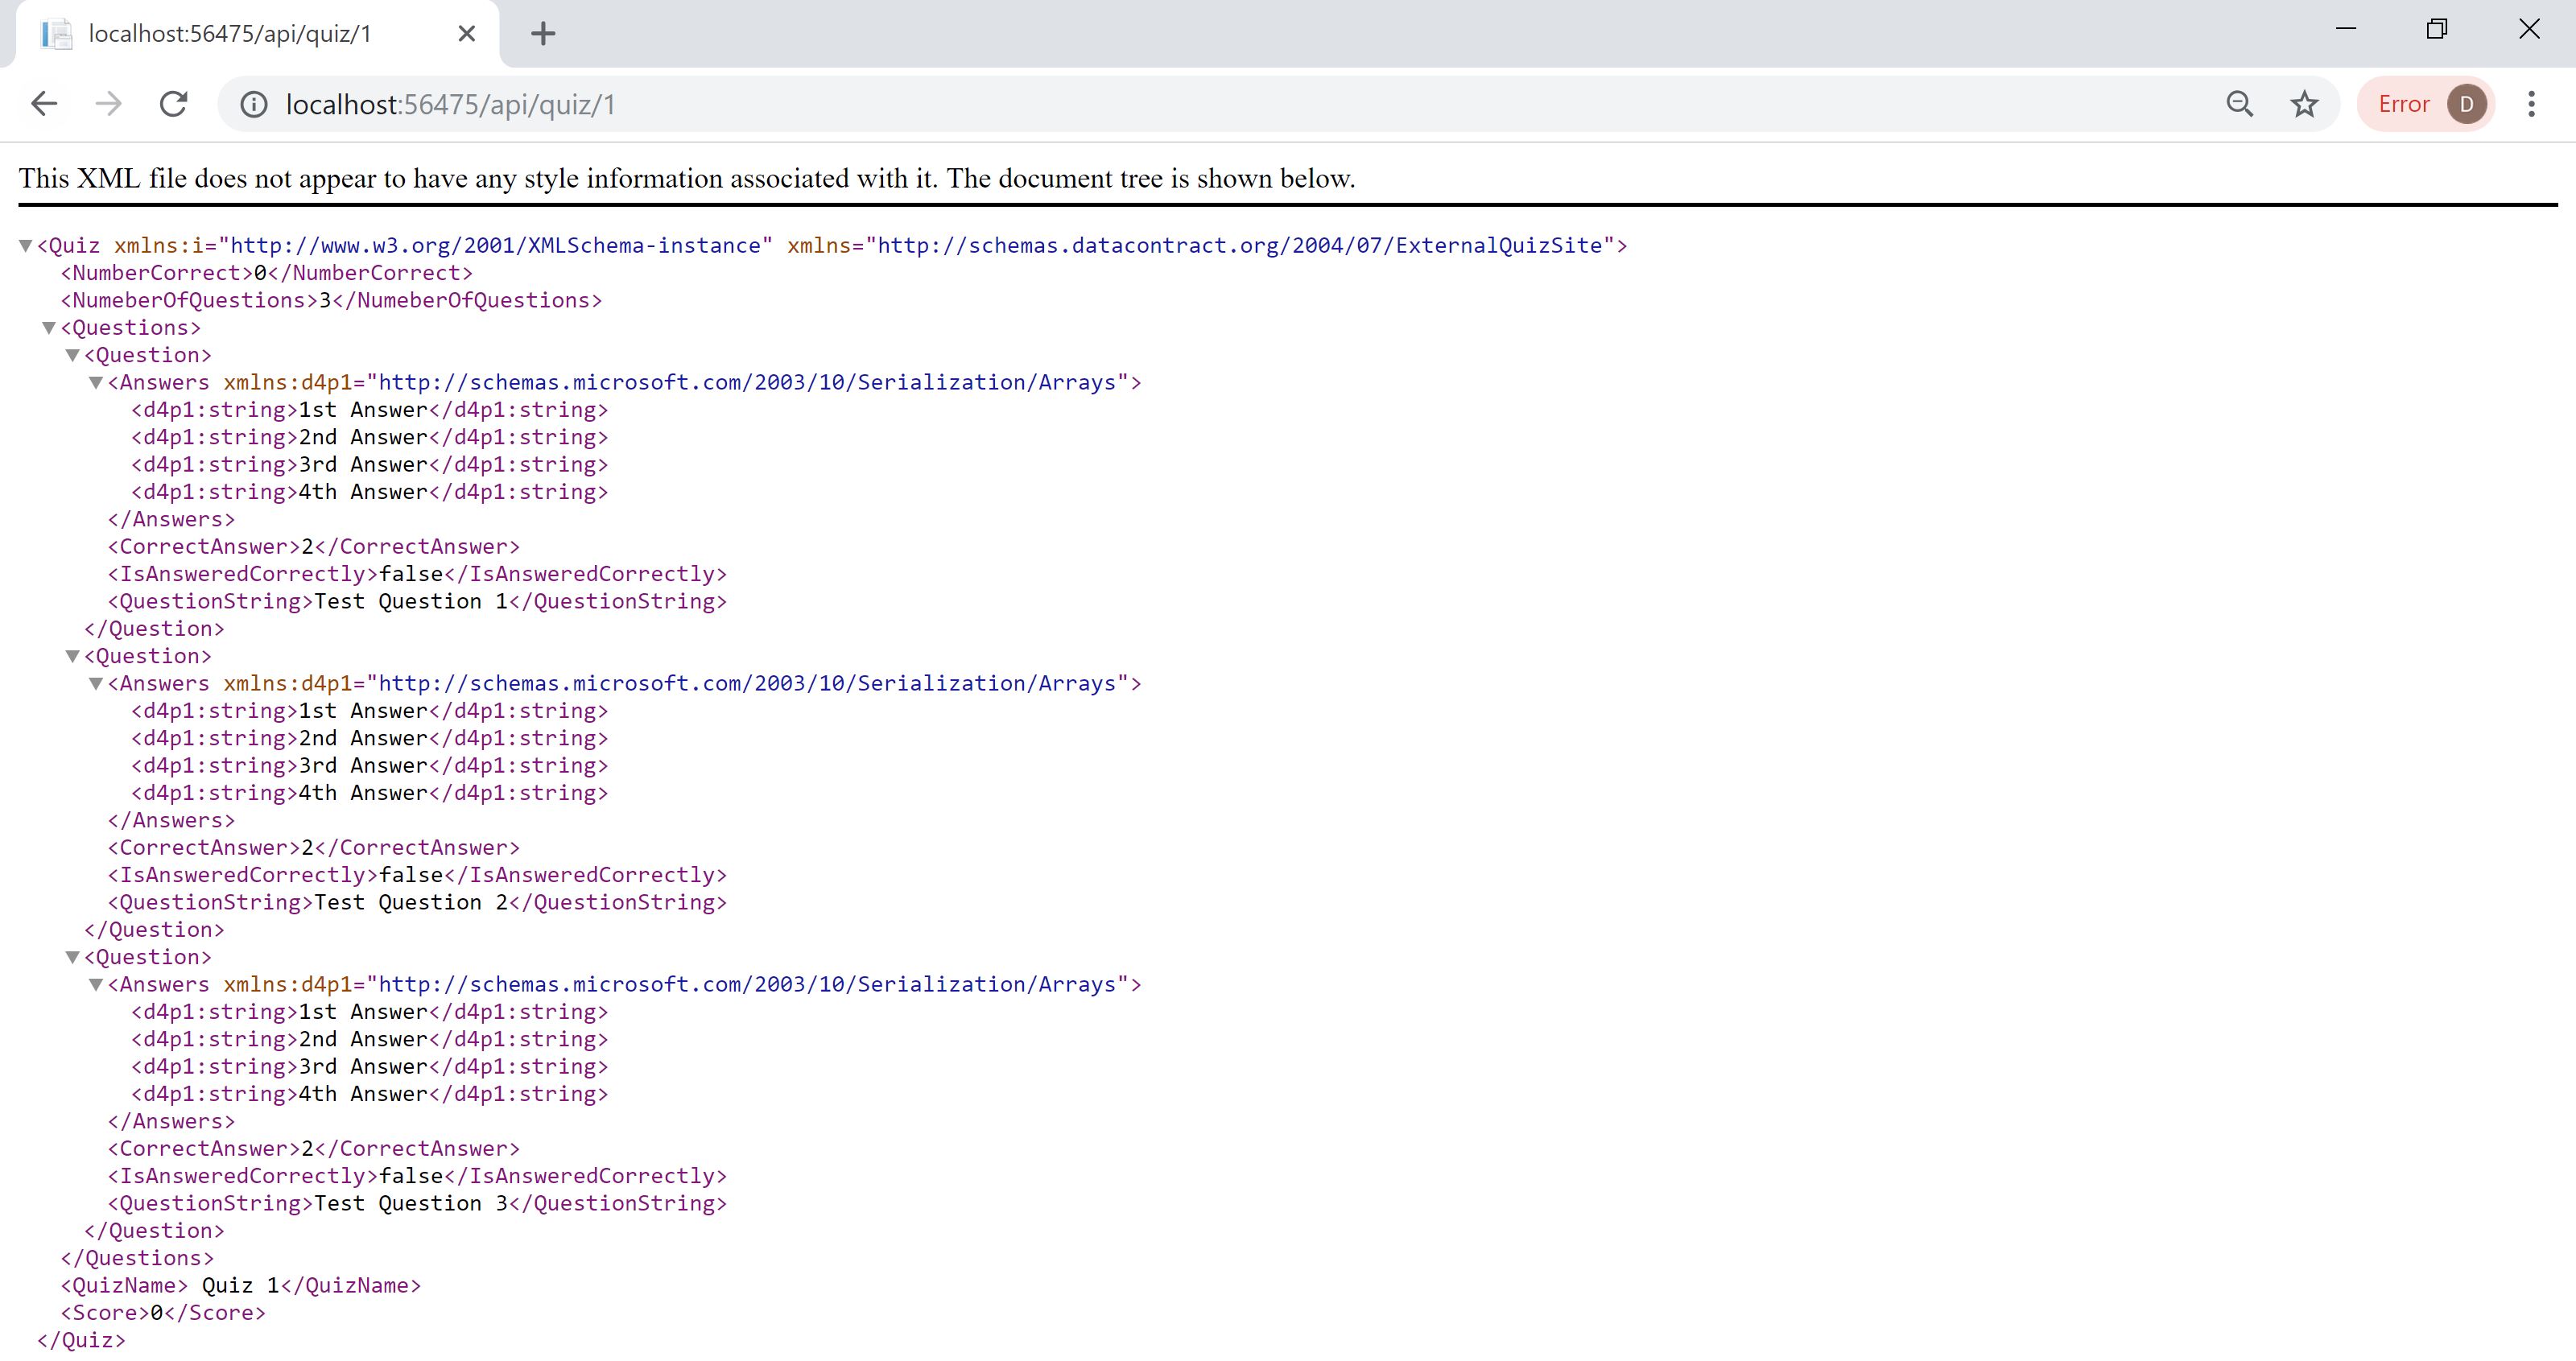 localhost:56475/api/quiz/1
localhost:56475/api/quiz/1
Error D
This XML file does not appear to have any style information associated with it. The document tree is shown below.
<Quiz xmlns:i="http://www.w3.org/2001/XMLSchema-instance" xmlns="http://schemas.datacontract.org/2004/07/ExternalQuizSite">
<NumberCorrect>0</NumberCorrect>
<NumeberOfQuestions>3</NumeberOfQuestions>
<Questions>
<Question>
<Answers xmlns:d4p1="http://schemas.microsoft.com/2003/10/Serialization/Arrays">
<d4p1:string>1st Answer</d4p1:string>
<d4p1:string>2nd Answer</d4p1:string>
<d4p1:string>3rd Answer</d4p1:string>
<d4p1:string>4th Answer</d4p1:string>
</Answers>
<CorrectAnswer>2</CorrectAnswer>
<IsAnsweredCorrectly>false</IsAnsweredCorrectly>
<QuestionString>Test Question 1</QuestionString>
</Question>
<Question>
<Answers xmlns:d4p1="http://schemas.microsoft.com/2003/10/Serialization/Arrays">
<d4p1:string>1st Answer</d4p1:string>
<d4p1:string>2nd Answer</d4p1:string>
<d4p1:string>3rd Answer</d4p1:string>
<d4p1:string>4th Answer</d4p1:string>
</Answers>
<CorrectAnswer>2</CorrectAnswer>
<IsAnsweredCorrectly>false</IsAnsweredCorrectly>
<QuestionString>Test Question 2</QuestionString>
</Question>
<Question>
<Answers xmlns:d4p1="http://schemas.microsoft.com/2003/10/Serialization/Arrays">
<d4p1:string>1st Answer</d4p1:string>
<d4p1:string>2nd Answer</d4p1:string>
<d4p1:string>3rd Answer</d4p1:string>
<d4p1:string>4th Answer</d4p1:string>
</Answers>
<CorrectAnswer>2</CorrectAnswer>
<IsAnsweredCorrectly>false</IsAnsweredCorrectly>
<QuestionString>Test Question 3</QuestionString>
</Question>
</Questions>
<QuizName> Quiz 1</QuizName>
<Score>0</Score>
</Quiz>